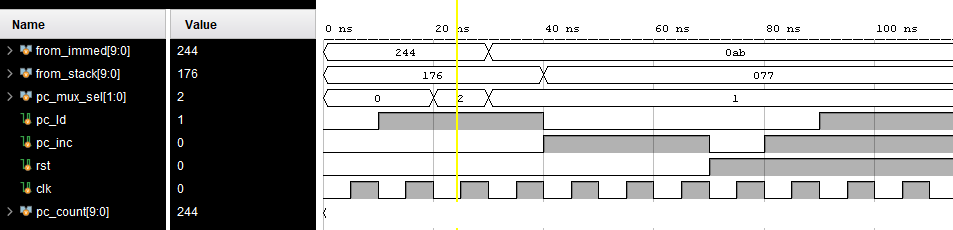 Name Value
0 ns 20 ns 40 ns 60 ns 80 ns 100 ns
from_immed[9:0] 244 244 0ab
from_stack[9:0] 176 176 077
pc_mux_sel[1:0] 2 0 2 1
pc_ld 1
pc_inc 0
rst 0
clk 0
pc_count[9:0] 244